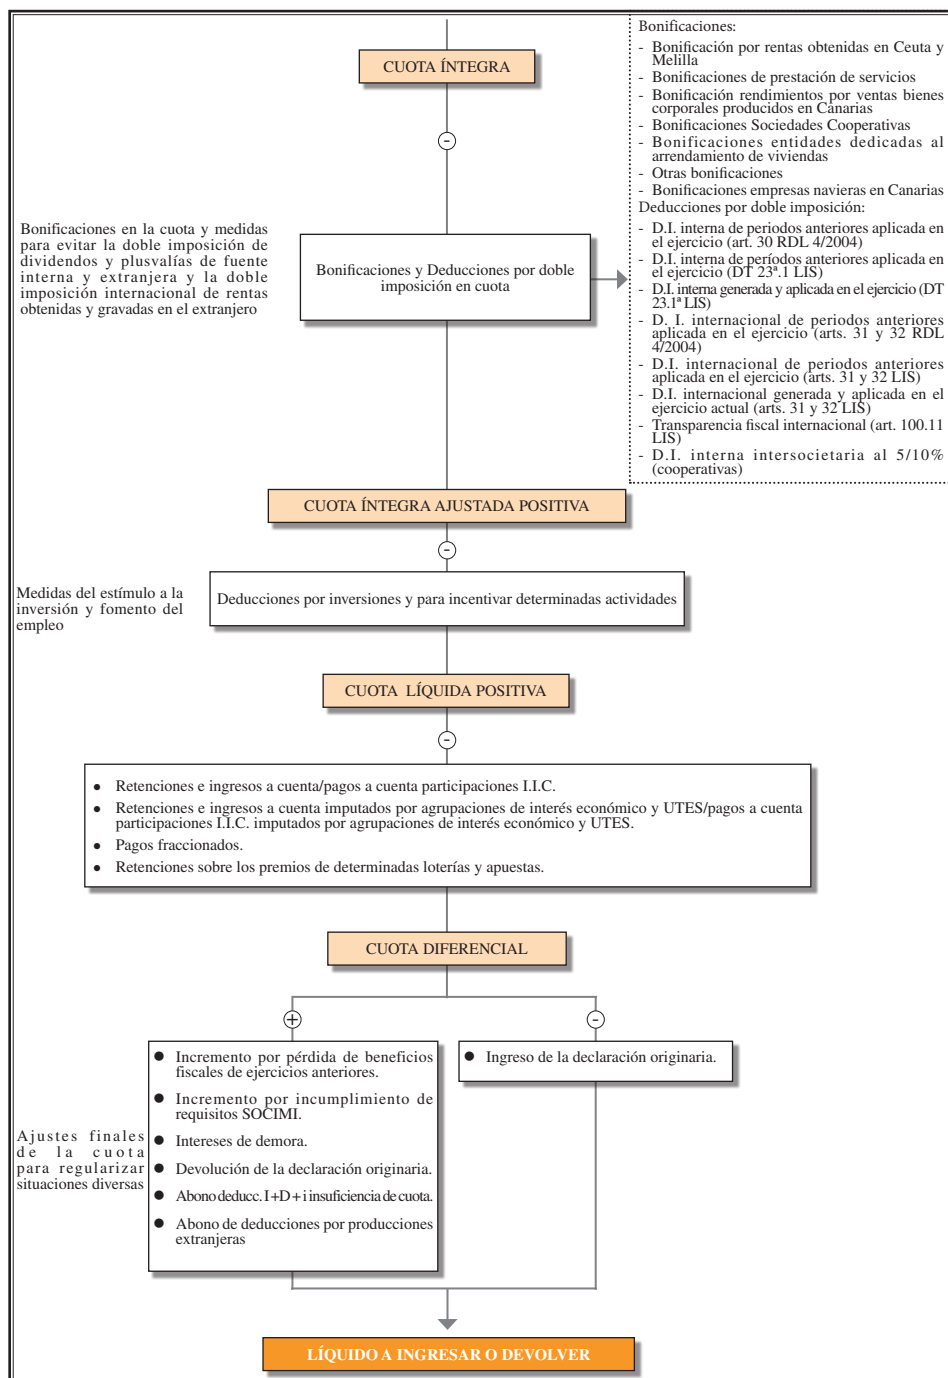 CUOTA ÍNTEGRA
-
Bonificaciones:
- Bonificación por rentas obtenidas en Ceuta y
Melilla
- Bonificaciones de prestación de servicios
- Bonificación rendimientos por ventas bienes
corporales producidos en Canarias
- Bonificaciones Sociedades Cooperativas
- Bonificaciones entidades dedicadas al
arrendamiento de viviendas
- Otras bonificaciones
- Bonificaciones empresas navieras en Canarias
Deducciones por doble imposición:
- D.I. interna de periodos anteriores aplicada en
el ejercicio (art. 30 RDL 4/2004)
- D.I. interna de períodos anteriores aplicada en
el ejercicio (DT 23ª.1 LIS)
- D.I. interna generada y aplicada en el ejercicio (DT
23.1ª LIS)
- D. I. internacional de periodos anteriores
aplicada en el ejercicio (arts. 31 y 32 RDL
4/2004)
- D.I. internacional de periodos anteriores
aplicada en el ejercicio (arts. 31 y 32 LIS)
- D.I. internacional generada y aplicada en el
ejercicio actual (arts. 31 y 32 LIS)
- Transparencia fiscal internacional (art. 100.11
LIS)
- D.I. interna intersocietaria al 5/10%
(cooperativas)
Bonificaciones en la cuota y medidas
para evitar la doble imposición de
dividendos y plusvalías de fuente
interna y extranjera y la doble
imposición internacional de rentas
obtenidas y gravadas en el extranjero
Bonificaciones y Deducciones por doble
imposición en cuota
CUOTA ÍNTEGRA AJUSTADA POSITIVA
-
Medidas del estímulo a la
inversión y fomento del
empleo
Deducciones por inversiones y para incentivar determinadas actividades
CUOTA LÍQUIDA POSITIVA
-
● Retenciones e ingresos a cuenta/pagos a cuenta participaciones I.I.C.
● Retenciones e ingresos a cuenta imputados por agrupaciones de interés económico y UTES/pagos a cuenta
participaciones I.I.C. imputados por agrupaciones de interés económico y UTES.
● Pagos fraccionados.
● Retenciones sobre los premios de determinadas loterías y apuestas.
CUOTA DIFERENCIAL
+
-
Ajustes finales
de la cuota
para regularizar
situaciones diversas
● Incremento por pérdida de beneficios
fiscales de ejercicios anteriores.
● Incremento por incumplimiento de
requisitos SOCIMI.
● Intereses de demora.
● Devolución de la declaración originaria.
● Abono deducc. I+D+i insuficiencia de cuota.
● Abono de deducciones por producciones
extranjeras
● Ingreso de la declaración originaria.
LÍQUIDO A INGRESAR O DEVOLVER